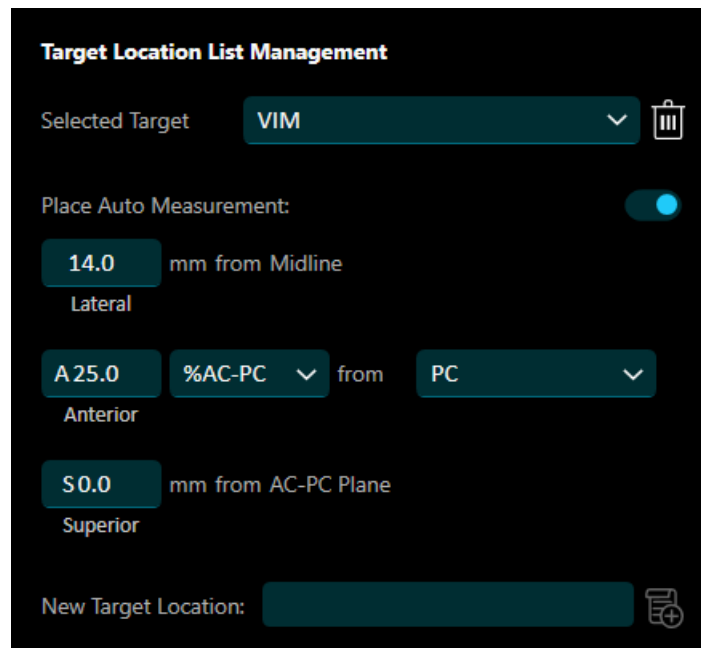 Target Location List Management
Selected Target VIM
Place Auto Measurement:
14.0 mm from Midline
Lateral
A 25.0 %AC-PC from PC
Anterior
S 0.0 mm from AC-PC Plane
Superior
New Target Location: